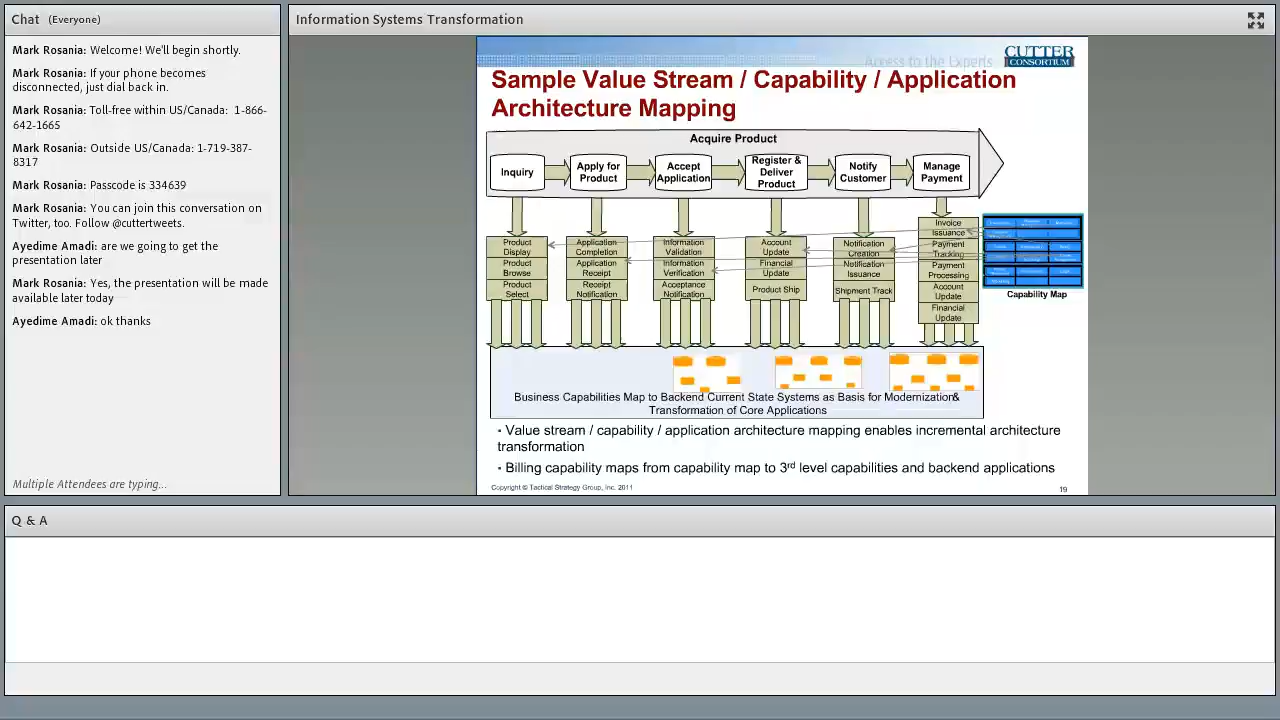 Chat (Everyone)
Mark Rosania: Welcome! We'll begin shortly.
Mark Rosania: If your phone becomes
disconnected, just dial back in.
Mark Rosania: Toll-free within US/Canada: 1-866-
642-1665
Mark Rosania: Outside US/Canada: 1-719-387-
8317
Mark Rosania: Passcode is 334639
Mark Rosania: You can join this conversation on
Twitter, too. Follow @cuttertweets.
Ayedime Amadi: are we going to get the
presentation later
Mark Rosania: Yes, the presentation will be made
available later today
Ayedime Amadi: ok thanks
Multiple Attendees are typing...
Information Systems Transformation
Access to the Experts
CUTTER
CONSORTIUM
Sample Value Stream / Capability / Application
Architecture Mapping
Acquire Product
Inquiry
Apply for
Product
Accept
Application
Register &
Deliver
Product
Notify
Customer
Manage
Payment
Product
Display
Product
Browse
Product
Select
Application
Completion
Application
Receipt
Receipt
Notification
Information
Validation
Information
Verification
Acceptance
Notification
Account
Update
Financial
Update
Product Ship
Notification
Creation
Notification
Issuance
Shipment Track
Invoice
Issuance
Payment
Tracking
Payment
Processing
Account
Update
Financial
Update
Capability Map
Business Capabilities Map to Backend Current State Systems as Basis for Modernization&
Transformation of Core Applications
▪ Value stream / capability / application architecture mapping enables incremental architecture
transformation
▪ Billing capability maps from capability map to 3rd level capabilities and backend applications
Copyright © Tactical Strategy Group, Inc. 2011
19
Q & A